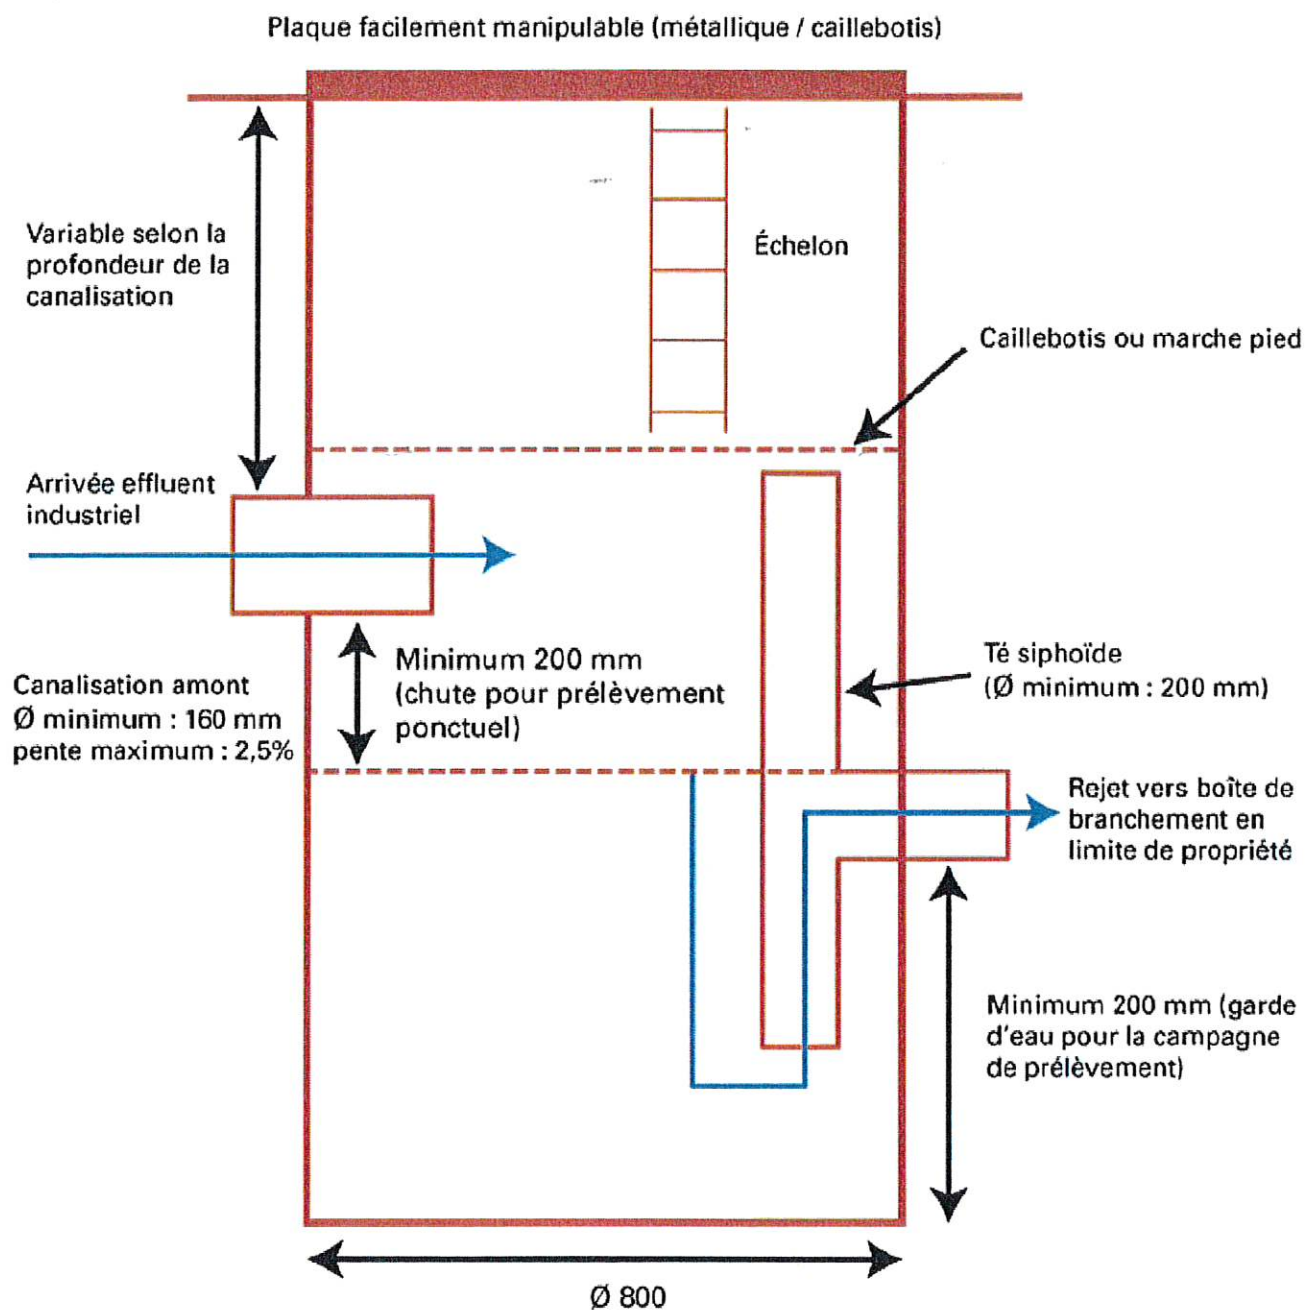 Plaque facilement manipulable (métallique / caillebotis)
Variable selon la
profondeur de la
canalisation
Échelon
Caillebotis ou marche pied
Arrivée effluent
industriel
Minimum 200 mm
(chute pour prélèvement
ponctuel)
Té siphoïde
(Ø minimum : 200 mm)
Canalisation amont
Ø minimum : 160 mm
pente maximum : 2,5%
Rejet vers boîte de
branchement en
limite de propriété
Minimum 200 mm (garde
d'eau pour la campagne
de prélèvement)
Ø 800